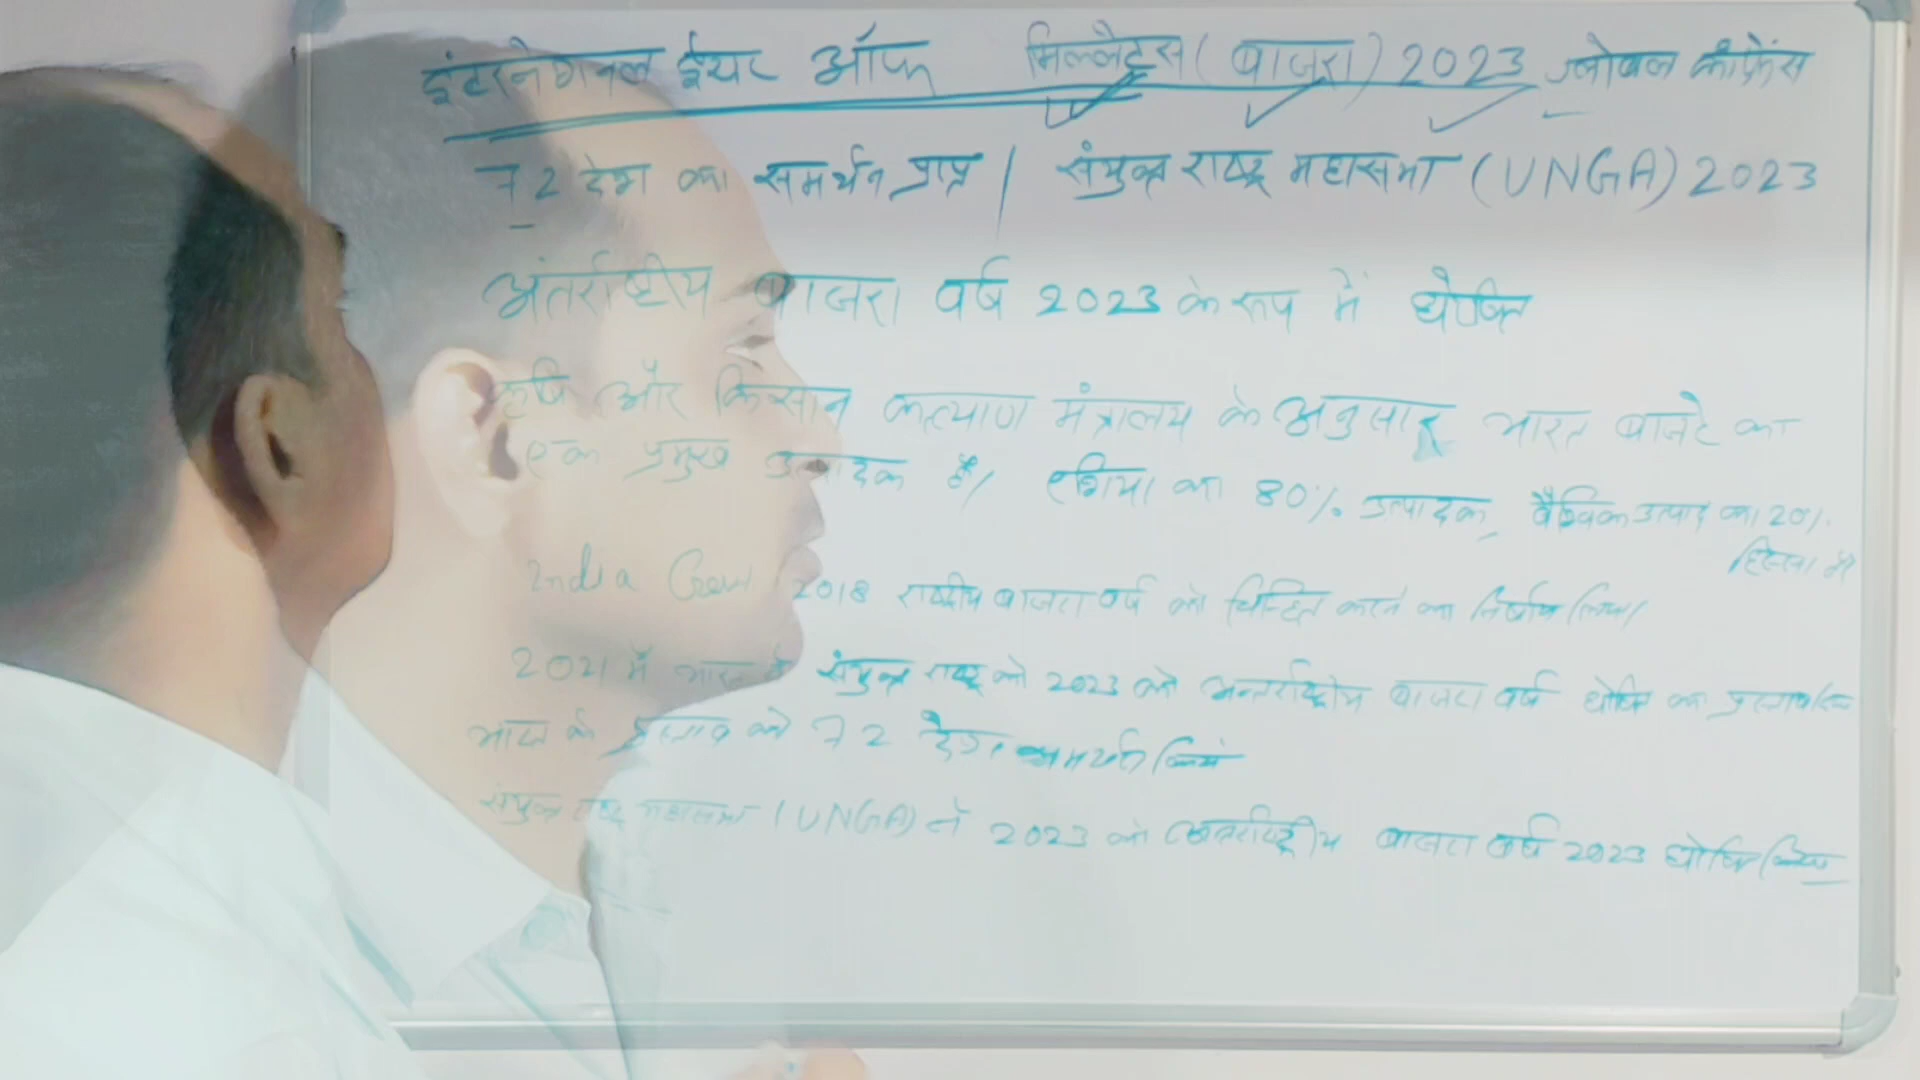 इंटरनेशनल ईयर ऑफ मिल्लेट्स (बाजरा) 2023 ग्लोबल कॉफ्रेंस
72 देश का समर्थन प्राप्त | संयुक्त राष्ट्र महासभा (UNGA) 2023
अंतर्राष्ट्रीय बाजरा वर्ष 2023 के रूप में घोषित
कृषि और किसान कल्याण मंत्रालय के अनुसार भारत बाजरे का
एक प्रमुख उत्पादक है। एशिया का 80% उत्पादक, वैश्विक उत्पाद का 20%
हिस्सा है
India Govt 2018 राष्ट्रीय बाजरा वर्ष को चिन्हित करने का निर्णय लिया।
2021 में भारत ने संयुक्त राष्ट्र को 2023 को अन्तर्राष्ट्रीय बाजरा वर्ष घोषित का प्रस्ताव
भारत के प्रस्ताव को 72 देश समर्थन किये
संयुक्त राष्ट्र महासभा (UNGA) ने 2023 को अंतर्राष्ट्रीय बाजरा वर्ष 2023 घोषित किया